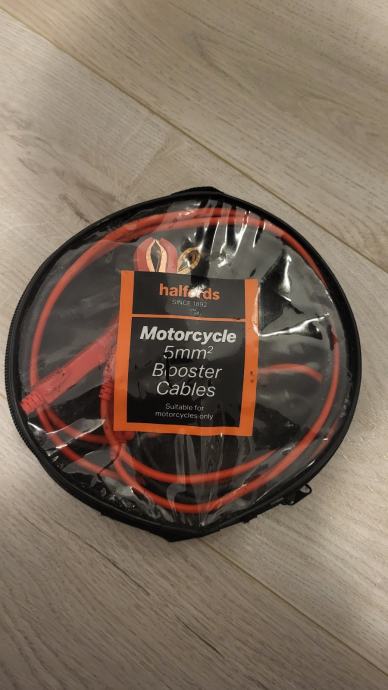 halfords
SINCE 1892
Motorcycle
5mm²
Booster
Cables
Suitable for
motorcycles only